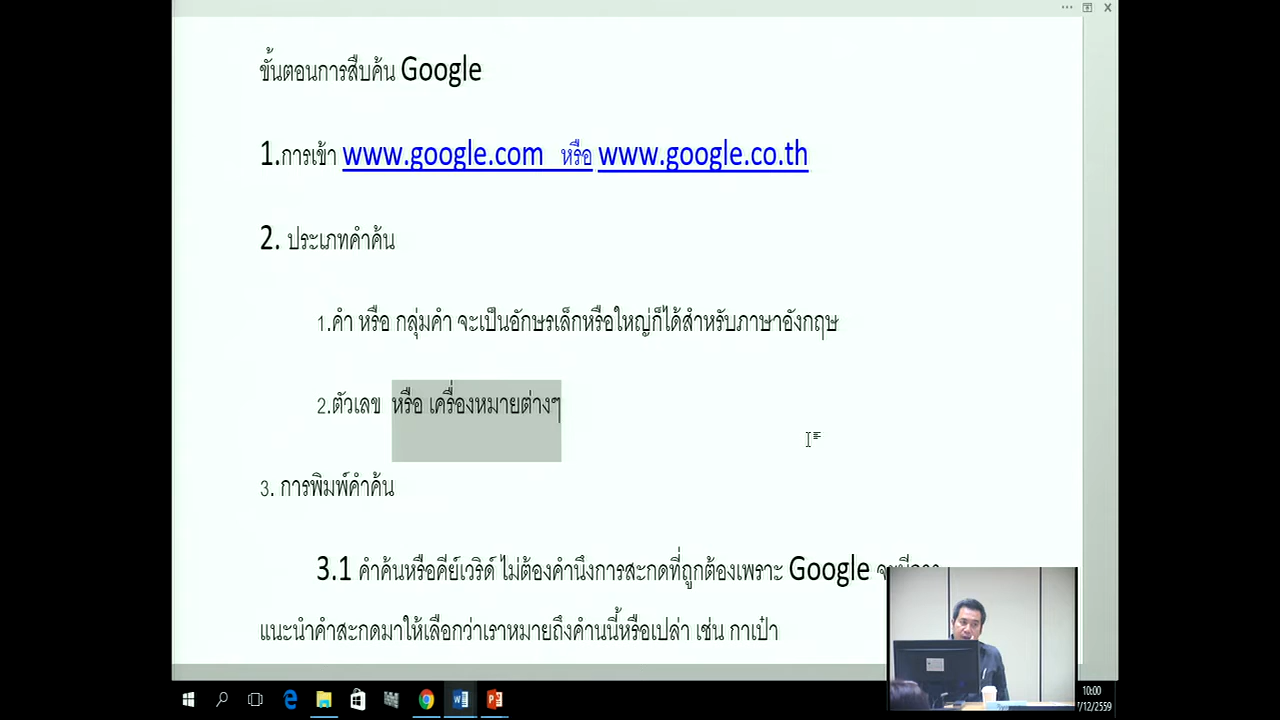 ขั้นตอนการสืบค้น Google
1.การเข้า www.google.com หรือ www.google.co.th
2. ประเภทคำค้น
1.คำ หรือ กลุ่มคำ จะเป็นอักษรเล็กหรือใหญ่ก็ได้สำหรับภาษาอังกฤษ
2.ตัวเลข หรือ เครื่องหมายต่างๆ
3. การพิมพ์คำค้น
3.1 คำค้นหรือคีย์เวริด์ ไม่ต้องคำนึงการสะกดที่ถูกต้องเพราะ Google
แนะนำคำสะกดมาให้เลือกว่าเราหมายถึงคำนนี้หรือเปล่า เช่น กาเป๋า
10:00
7/12/2559